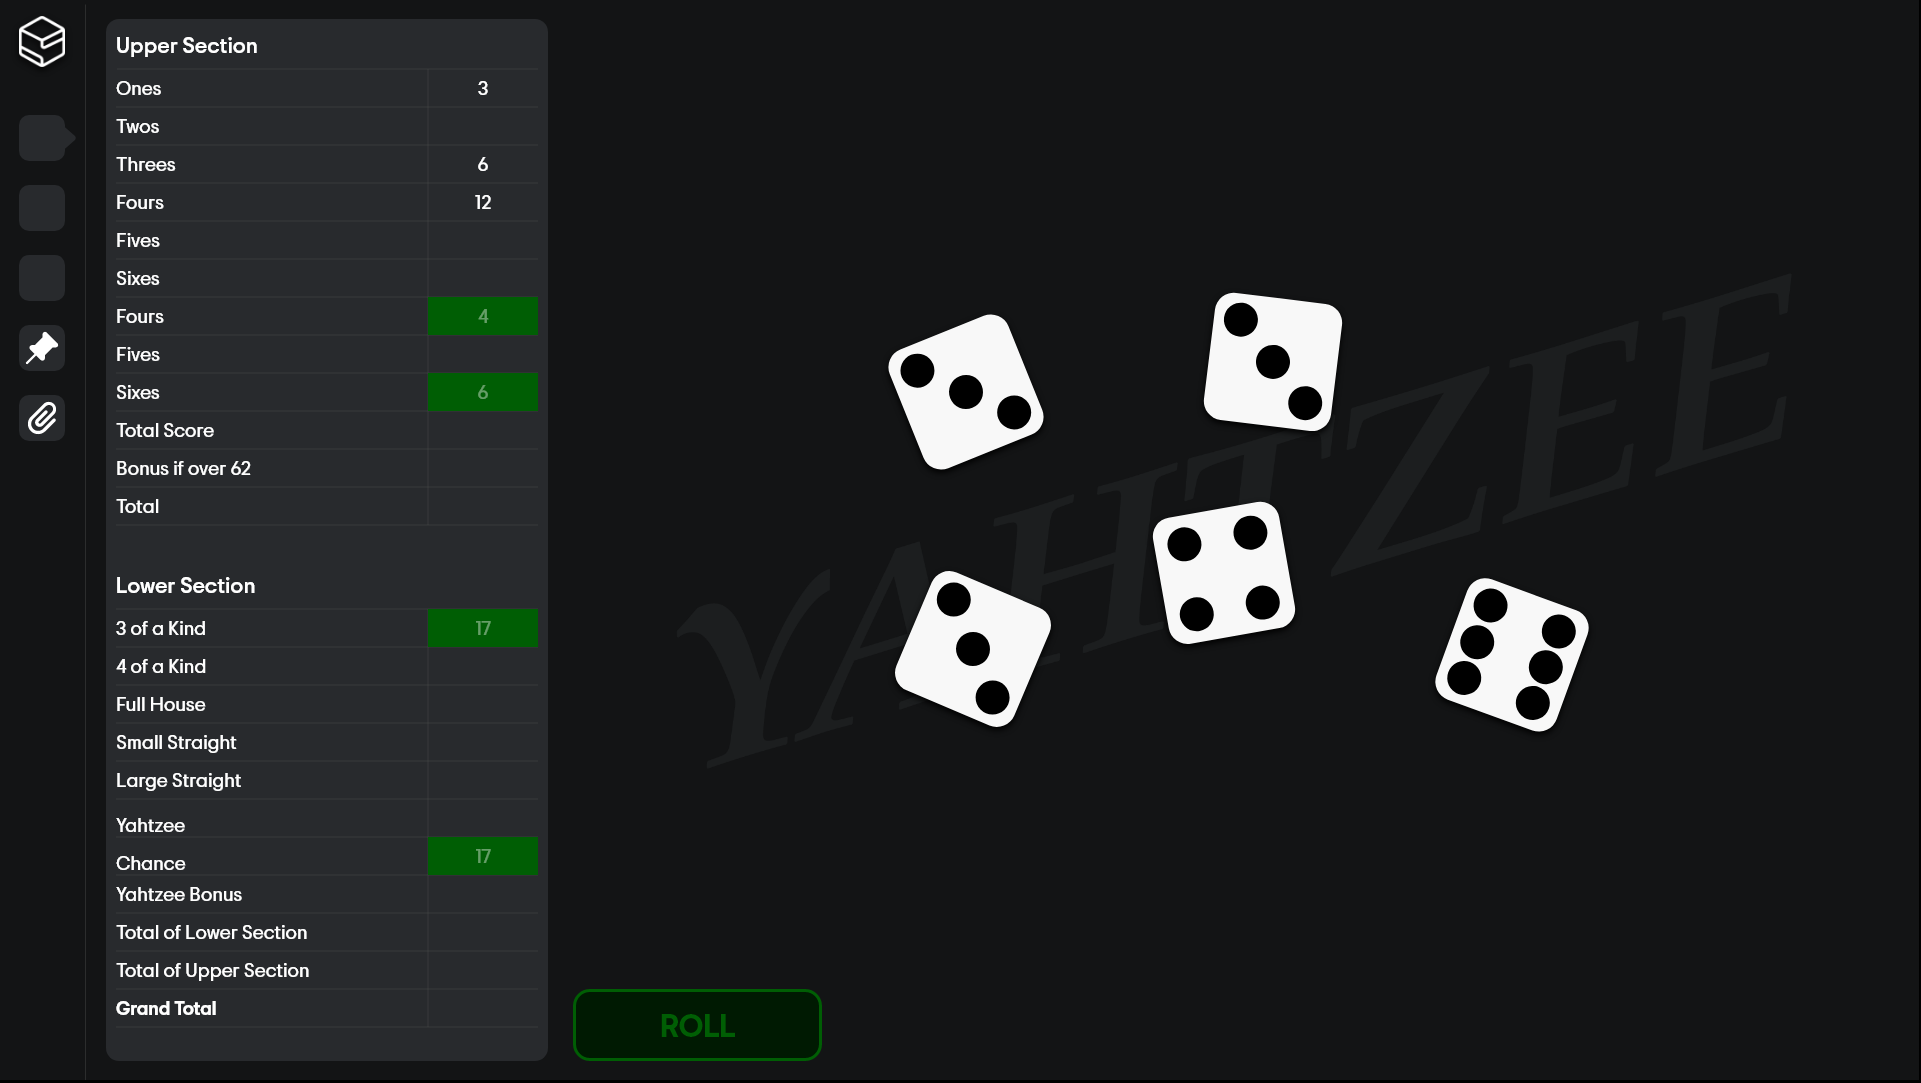 Upper Section
Ones 3
Twos
Threes 6
Fours 12
Fives
Sixes
Fours 4
Fives
Sixes 6
Total Score
Bonus if over 62
Total
Lower Section
3 of a Kind 17
4 of a Kind
Full House
Small Straight
Large Straight
Yahtzee
Chance 17
Yahtzee Bonus
Total of Lower Section
Total of Upper Section
Grand Total
YAHTZEE
ROLL